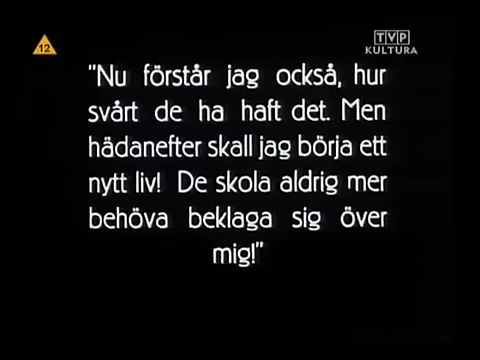 12
TVP
KULTURA
"Nu förstår jag också, hur
svårt de ha haft det. Men
hädanefter skall jag börja ett
nytt liv! De skola aldrig mer
behöva beklaga sig över
mig!"